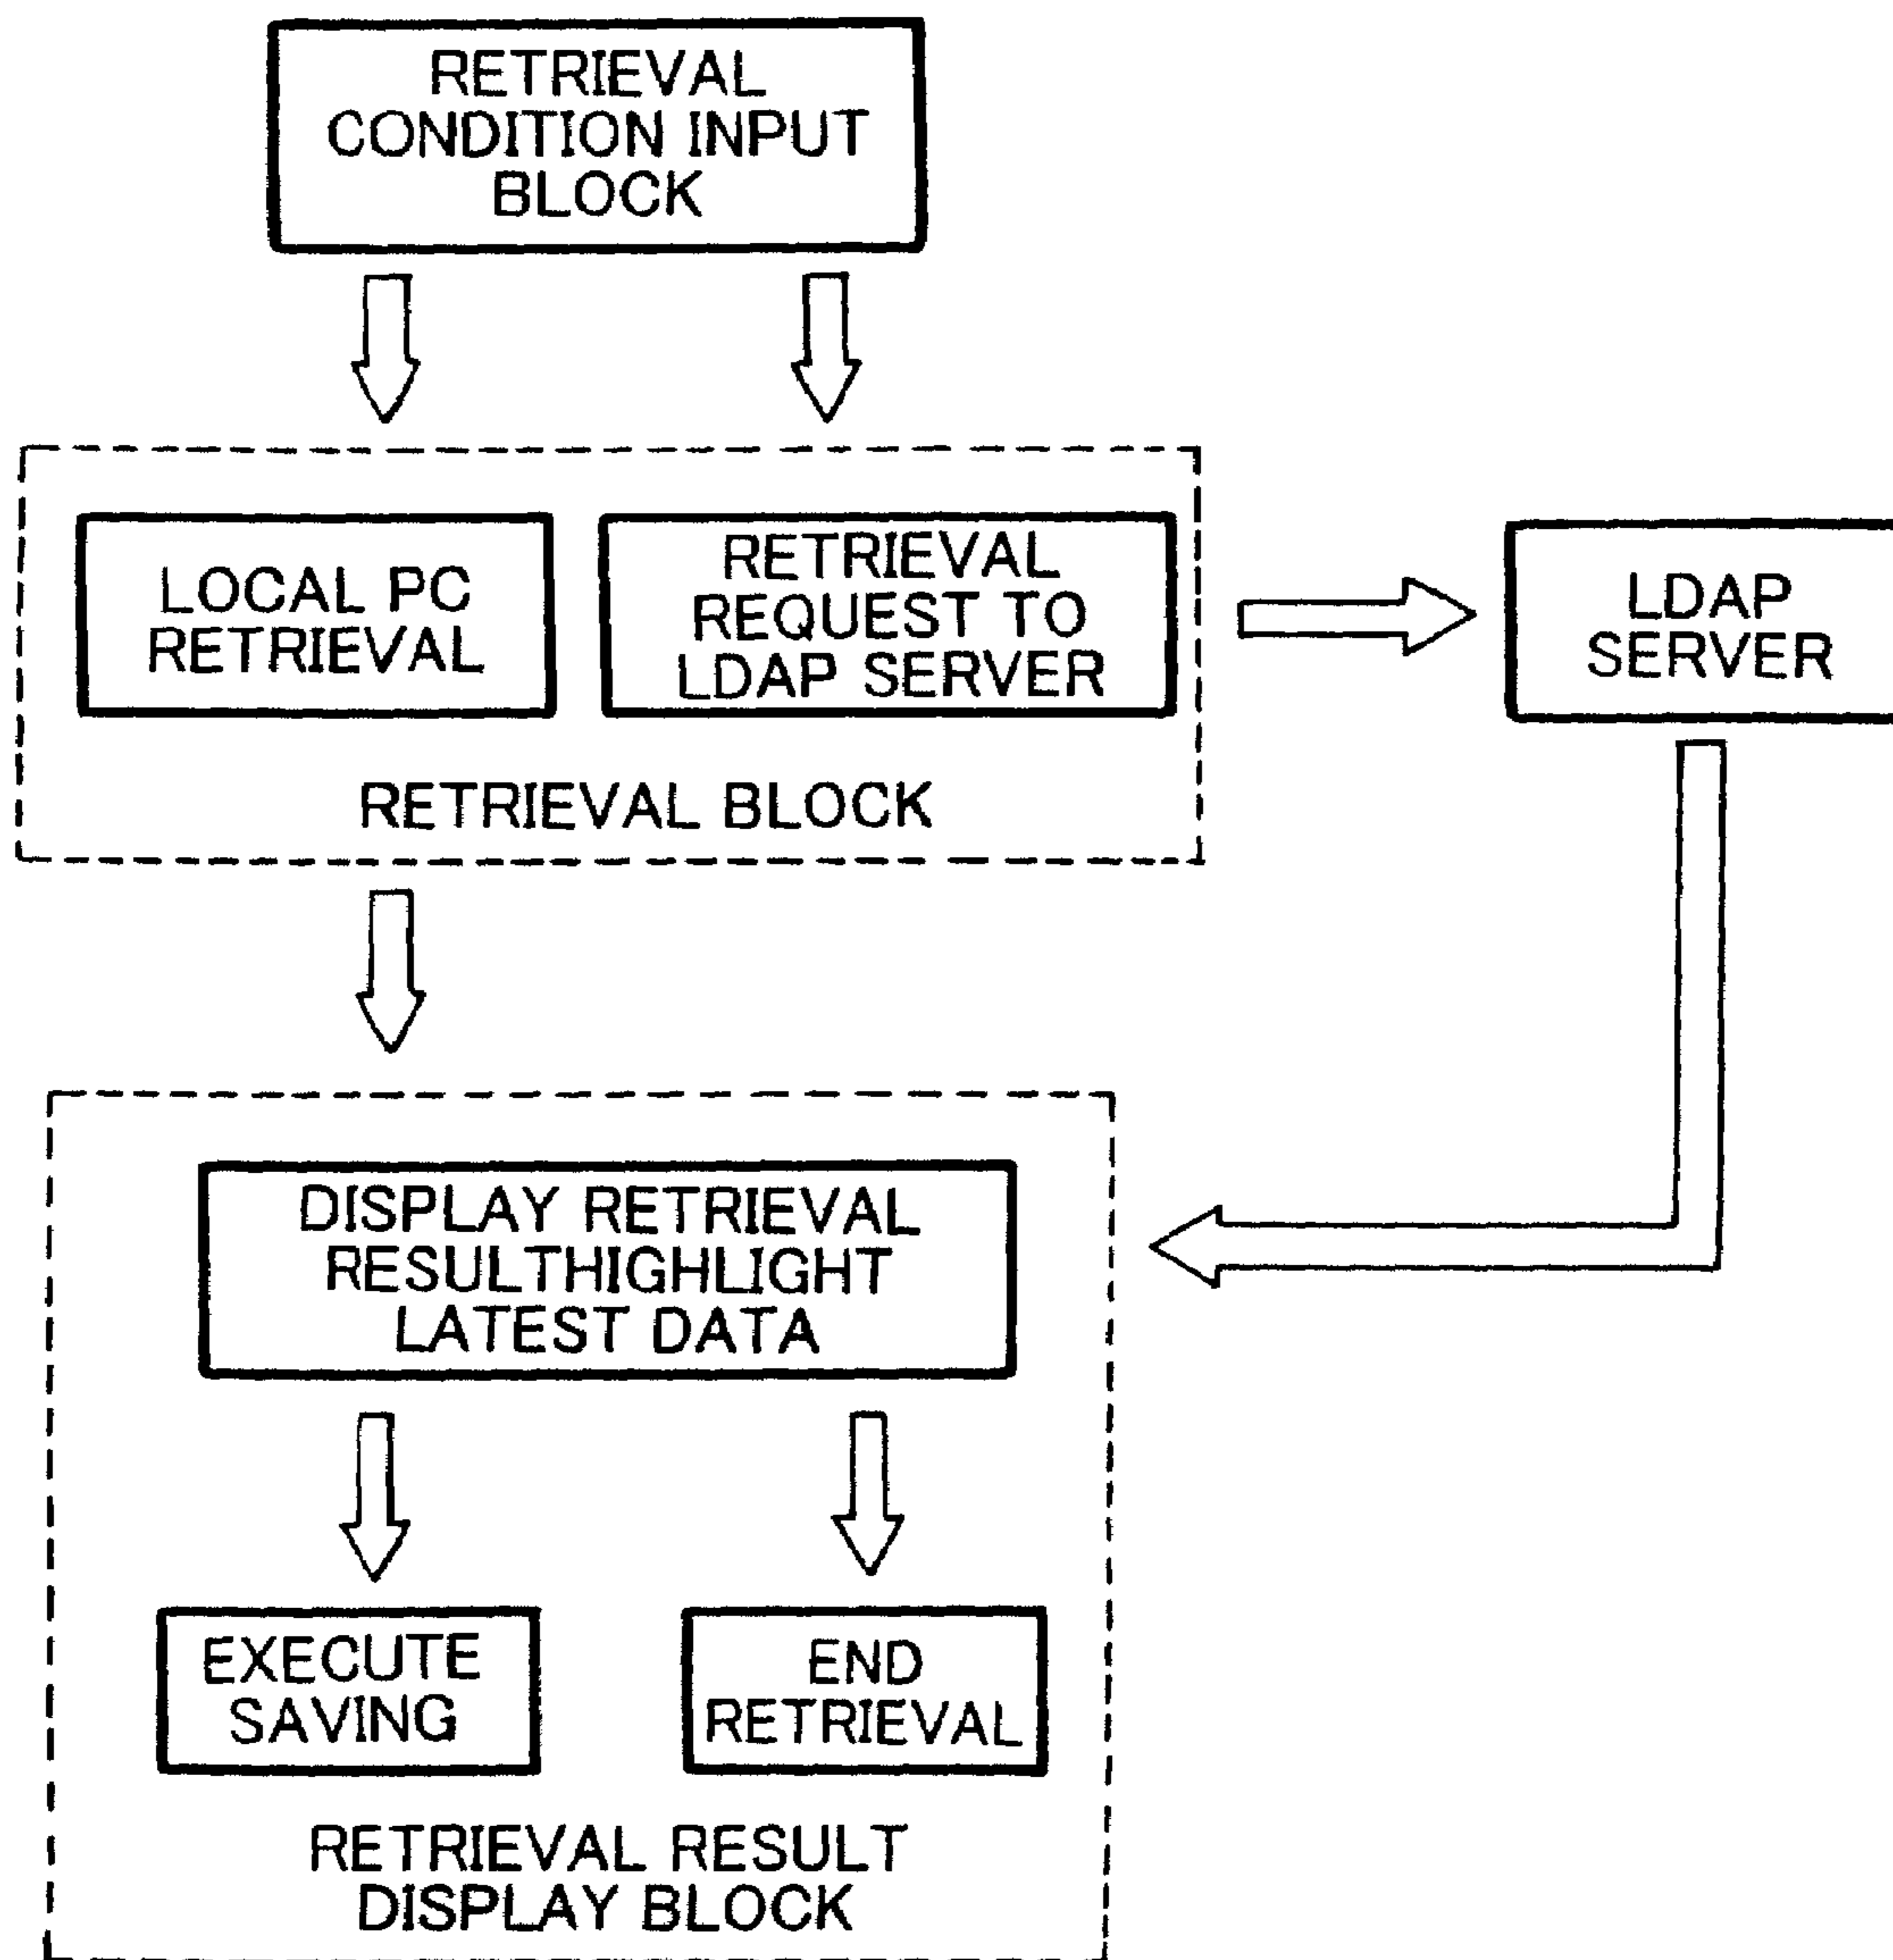 RETRIEVAL
CONDITION INPUT
BLOCK
LOCAL PC
RETRIEVAL
RETRIEVAL
REQUEST TO
LDAP SERVER
RETRIEVAL BLOCK
LDAP
SERVER
DISPLAY RETRIEVAL
RESULTHIGHLIGHT
LATEST DATA
EXECUTE
SAVING
END
RETRIEVAL
RETRIEVAL RESULT
DISPLAY BLOCK